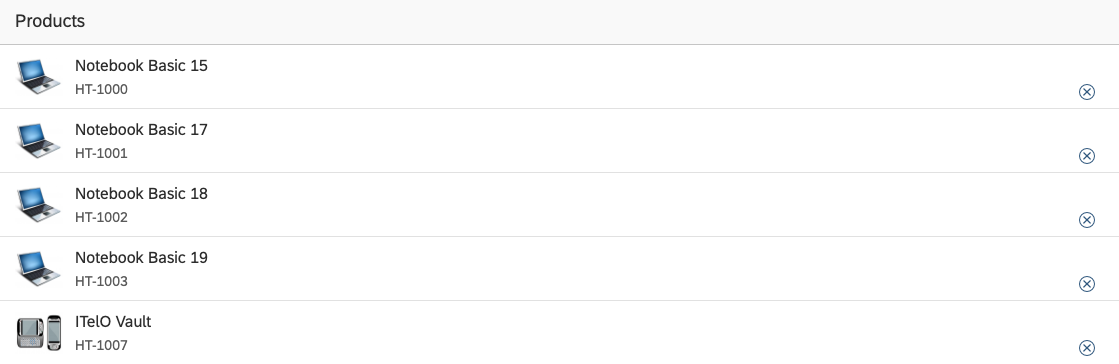 Products
Notebook Basic 15
HT-1000
Notebook Basic 17
HT-1001
Notebook Basic 18
HT-1002
Notebook Basic 19
HT-1003
ITelO Vault
HT-1007